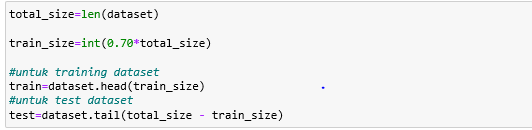 total_size=len(dataset)
train_size=int(0.70*total_size)
#untuk training dataset
train=dataset.head(train_size)
#untuk test dataset
test=dataset.tail(total_size - train_size)